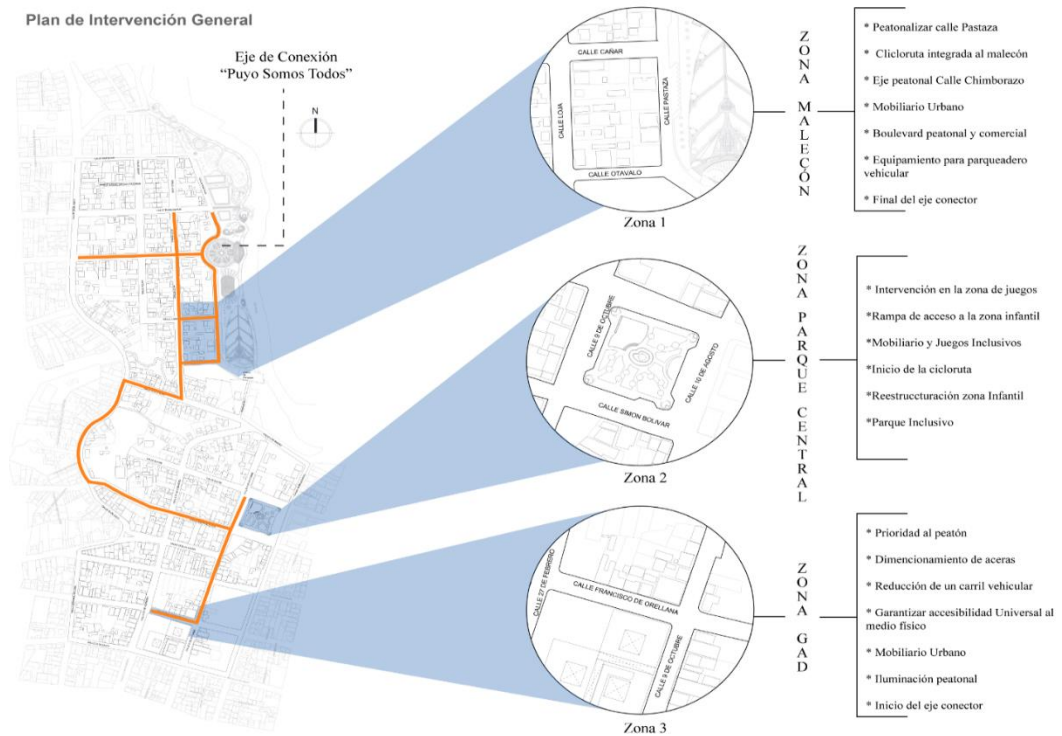 Plan de Intervención General
Eje de Conexión
“Puyo Somos Todos”
N
CALLE CAÑAR
CALLE LOJA
CALLE PASTAZA
CALLE OTAVALO
Zona 1
ZONA MALECÓN
* Peatonalizar calle Pastaza
* Clicloruta integrada al malecón
* Eje peatonal Calle Chimborazo
* Mobiliario Urbano
* Boulevard peatonal y comercial
* Equipamiento para parqueadero
vehicular
* Final del eje conector
CALLE 9 DE OCTUBRE
CALLE 10 DE AGOSTO
CALLE SIMON BOLIVAR
Zona 2
ZONA PARQUE CENTRAL
* Intervención en la zona de juegos
*Rampa de acceso a la zona infantil
*Mobiliario y Juegos Inclusivos
*Inicio de la cicloruta
*Reestruccturación zona Infantil
*Parque Inclusivo
CALLE 27 DE FEBRERO
CALLE FRANCISCO DE ORELLANA
CALLE 9 DE OCTUBRE
Zona 3
ZONA GAD
* Prioridad al peatón
* Dimencionamiento de aceras
* Reducción de un carril vehicular
* Garantizar accesibilidad Universal al
medio físico
* Mobiliario Urbano
* Iluminación peatonal
* Inicio del eje conector